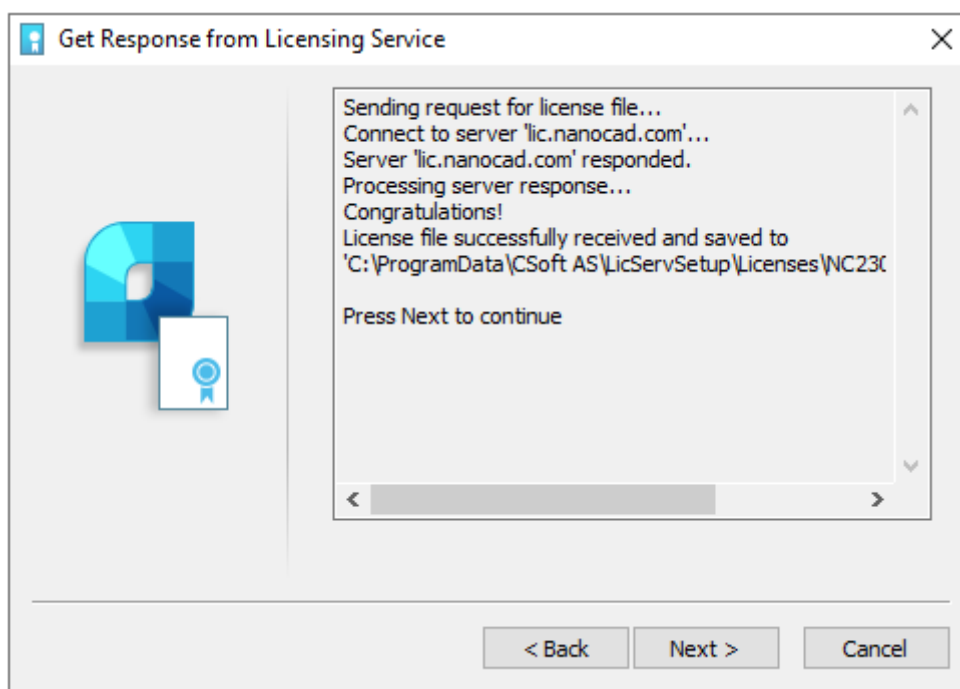 Get Response from Licensing Service
Sending request for license file...
Connect to server 'lic.nanocad.com'...
Server 'lic.nanocad.com' responded.
Processing server response...
Congratulations!
License file successfully received and saved to
'C:\ProgramData\CSoft AS\LicServSetup\Licenses\
Press Next to continue
< Back
Next >
Cancel